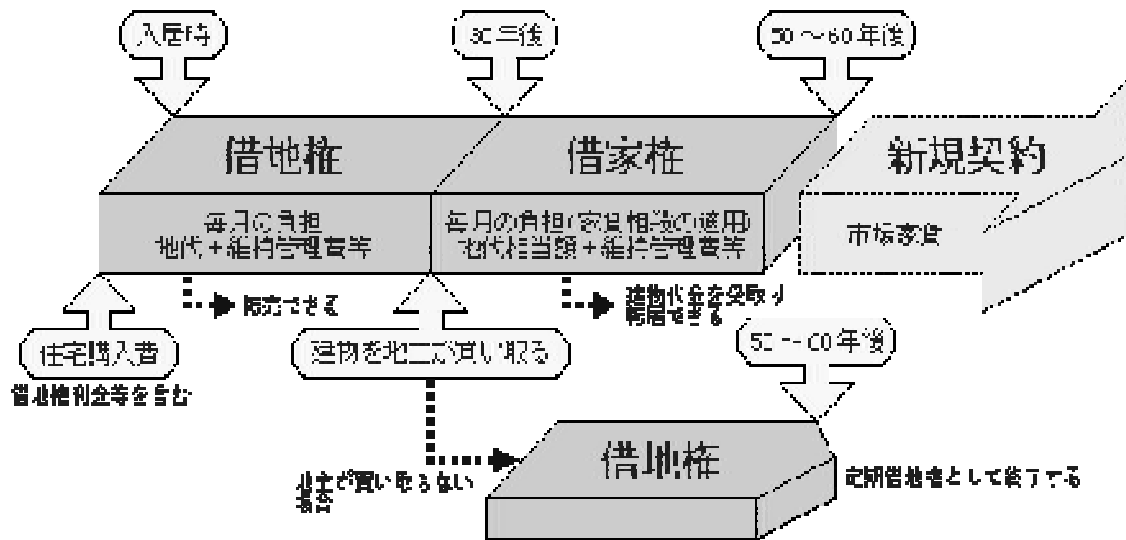 入居時
30年後
50～60年後
借地権
借家権
新規契約
毎月の負担
地代+維持管理費等
毎月の負担(家賃相殺の適用)
地代相当額+維持管理費等
市場家賃
転売できる
建物代金を受取り
転居できる
住宅購入費
借地権利金等を含む
建物を地主が買い取る
50～60年後
借地権
地主が買い取らない
場合
定期借地権として終了する